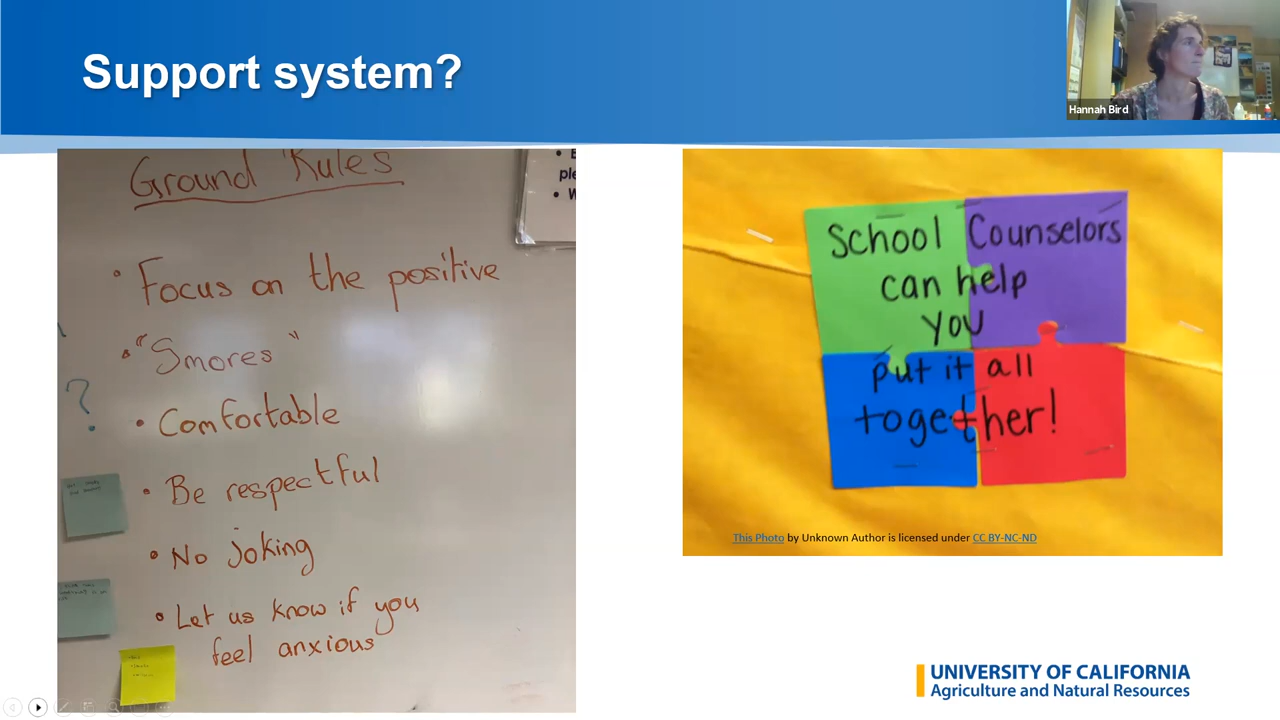 Support system?
Hannah Bird
Ground Rules
• Focus on the positive
• "Smores"
• Comfortable
• Be respectful
• No joking
• Let us know if you
feel anxious
?
School Counselors
can help
you
put it all
together!
This Photo by Unknown Author is licensed under CC BY-NC-ND
UNIVERSITY OF CALIFORNIA
Agriculture and Natural Resources